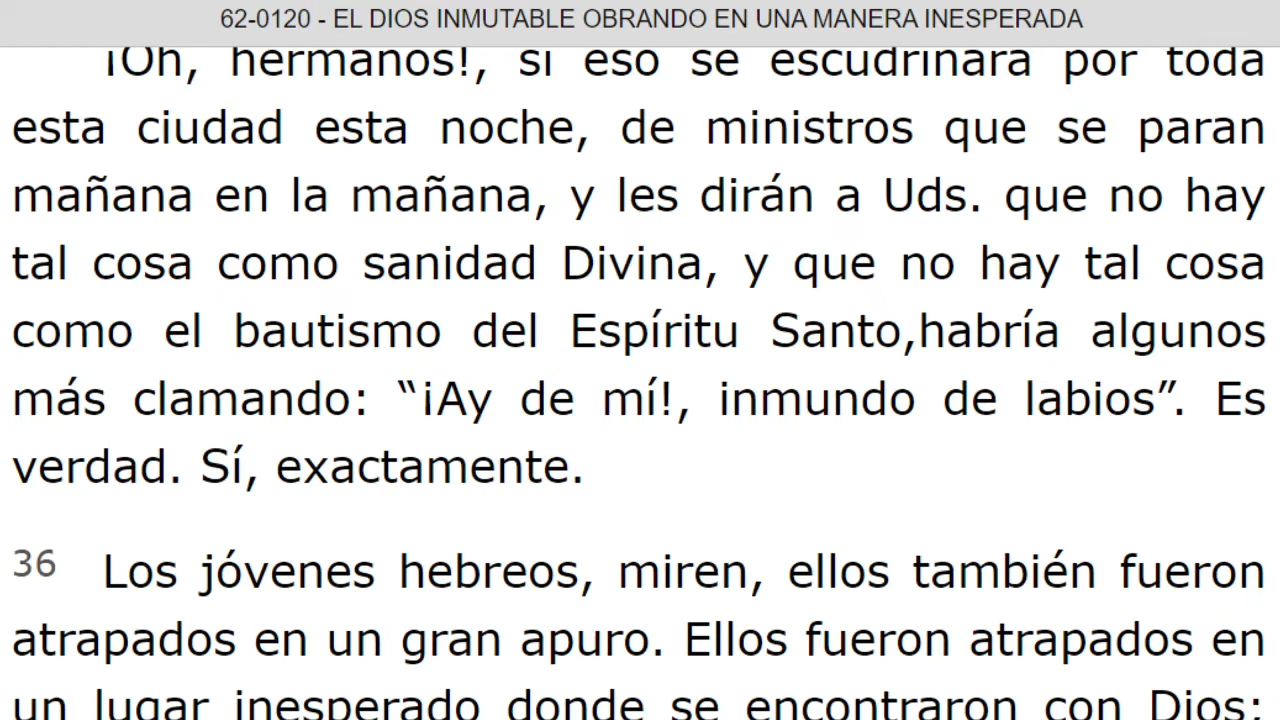 62-0120 - EL DIOS INMUTABLE OBRANDO EN UNA MANERA INESPERADA
¡Oh, hermanos!, si eso se escudriñara por toda
esta ciudad esta noche, de ministros que se paran
mañana en la mañana, y les dirán a Uds. que no hay
tal cosa como sanidad Divina, y que no hay tal cosa
como el bautismo del Espíritu Santo,habría algunos
más clamando: “¡Ay de mí!, inmundo de labios”. Es
verdad. Sí, exactamente.
36 Los jóvenes hebreos, miren, ellos también fueron
atrapados en un gran apuro. Ellos fueron atrapados en
un lugar inesperado donde se encontraron con Dios;